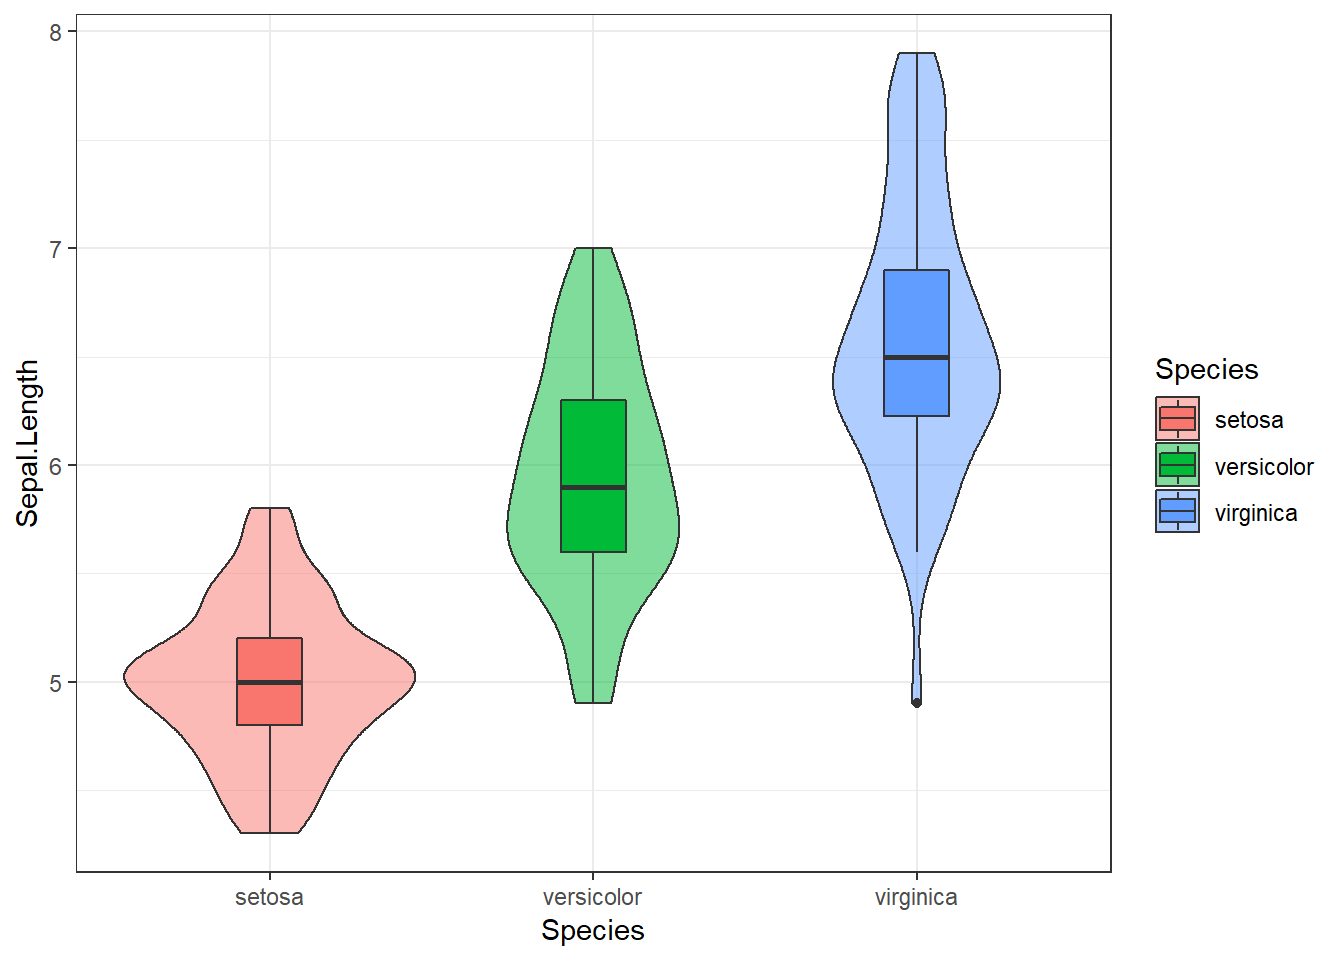 8
7
6
5
Sepal.Length
setosa
versicolor
virginica
Species
Species
setosa
versicolor
virginica